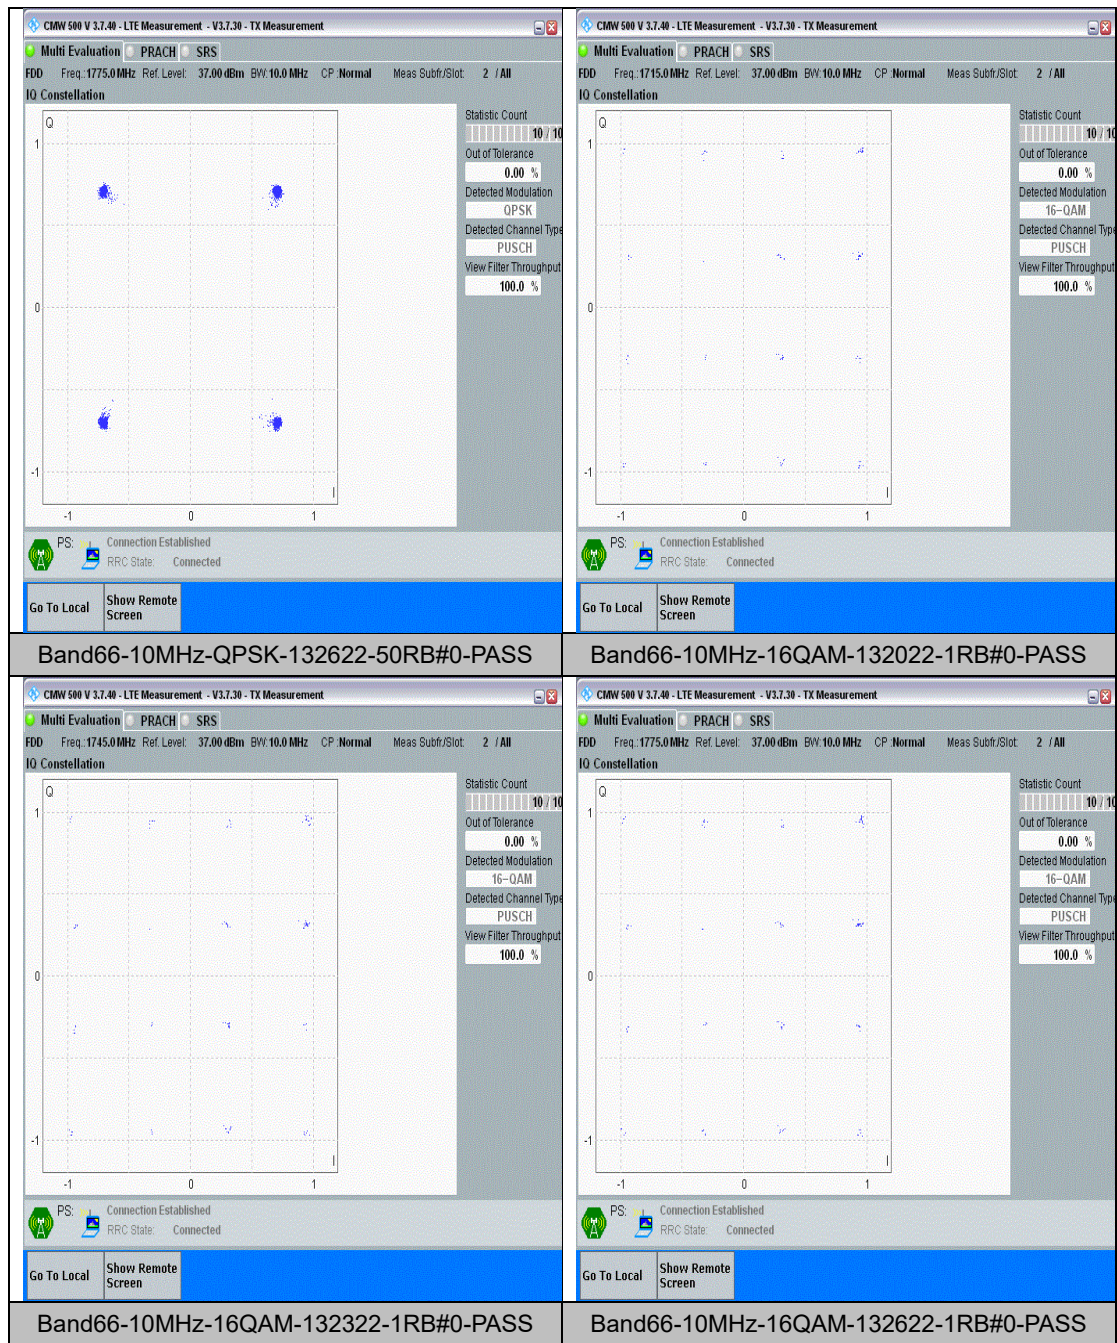 CMW 500 V 3.7.40 - LTE Measurement - V3.7.30 - TX Measurement
Multi Evaluation PRACH SRS
FDD Freq.:1775.0 MHz Ref. Level: 37.00 dBm BW:10.0 MHz CP :Normal Meas Subfr./Slot: 2 / All
IQ Constellation
Q
Statistic Count
10 / 10
Out of Tolerance
0.00 %
Detected Modulation
QPSK
Detected Channel Type
PUSCH
View Filter Throughput
100.0 %
1
0
-1
I
-1 0 1
PS: Connection Established
RRC State: Connected
Go To Local
Show Remote
Screen
Band66-10MHz-QPSK-132622-50RB#0-PASS
CMW 500 V 3.7.40 - LTE Measurement - V3.7.30 - TX Measurement
Multi Evaluation PRACH SRS
FDD Freq.:1715.0 MHz Ref. Level: 37.00 dBm BW:10.0 MHz CP :Normal Meas Subfr./Slot: 2 / All
IQ Constellation
Q
Statistic Count
10 / 10
Out of Tolerance
0.00 %
Detected Modulation
16-QAM
Detected Channel Type
PUSCH
View Filter Throughput
100.0 %
1
0
-1
I
-1 0 1
PS: Connection Established
RRC State: Connected
Go To Local
Show Remote
Screen
Band66-10MHz-16QAM-132022-1RB#0-PASS
CMW 500 V 3.7.40 - LTE Measurement - V3.7.30 - TX Measurement
Multi Evaluation PRACH SRS
FDD Freq.:1745.0 MHz Ref. Level: 37.00 dBm BW:10.0 MHz CP :Normal Meas Subfr./Slot: 2 / All
IQ Constellation
Q
Statistic Count
10 / 10
Out of Tolerance
0.00 %
Detected Modulation
16-QAM
Detected Channel Type
PUSCH
View Filter Throughput
100.0 %
1
0
-1
I
-1 0 1
PS: Connection Established
RRC State: Connected
Go To Local
Show Remote
Screen
Band66-10MHz-16QAM-132322-1RB#0-PASS
CMW 500 V 3.7.40 - LTE Measurement - V3.7.30 - TX Measurement
Multi Evaluation PRACH SRS
FDD Freq.:1775.0 MHz Ref. Level: 37.00 dBm BW:10.0 MHz CP :Normal Meas Subfr./Slot: 2 / All
IQ Constellation
Q
Statistic Count
10 / 10
Out of Tolerance
0.00 %
Detected Modulation
16-QAM
Detected Channel Type
PUSCH
View Filter Throughput
100.0 %
1
0
-1
I
-1 0 1
PS: Connection Established
RRC State: Connected
Go To Local
Show Remote
Screen
Band66-10MHz-16QAM-132622-1RB#0-PASS